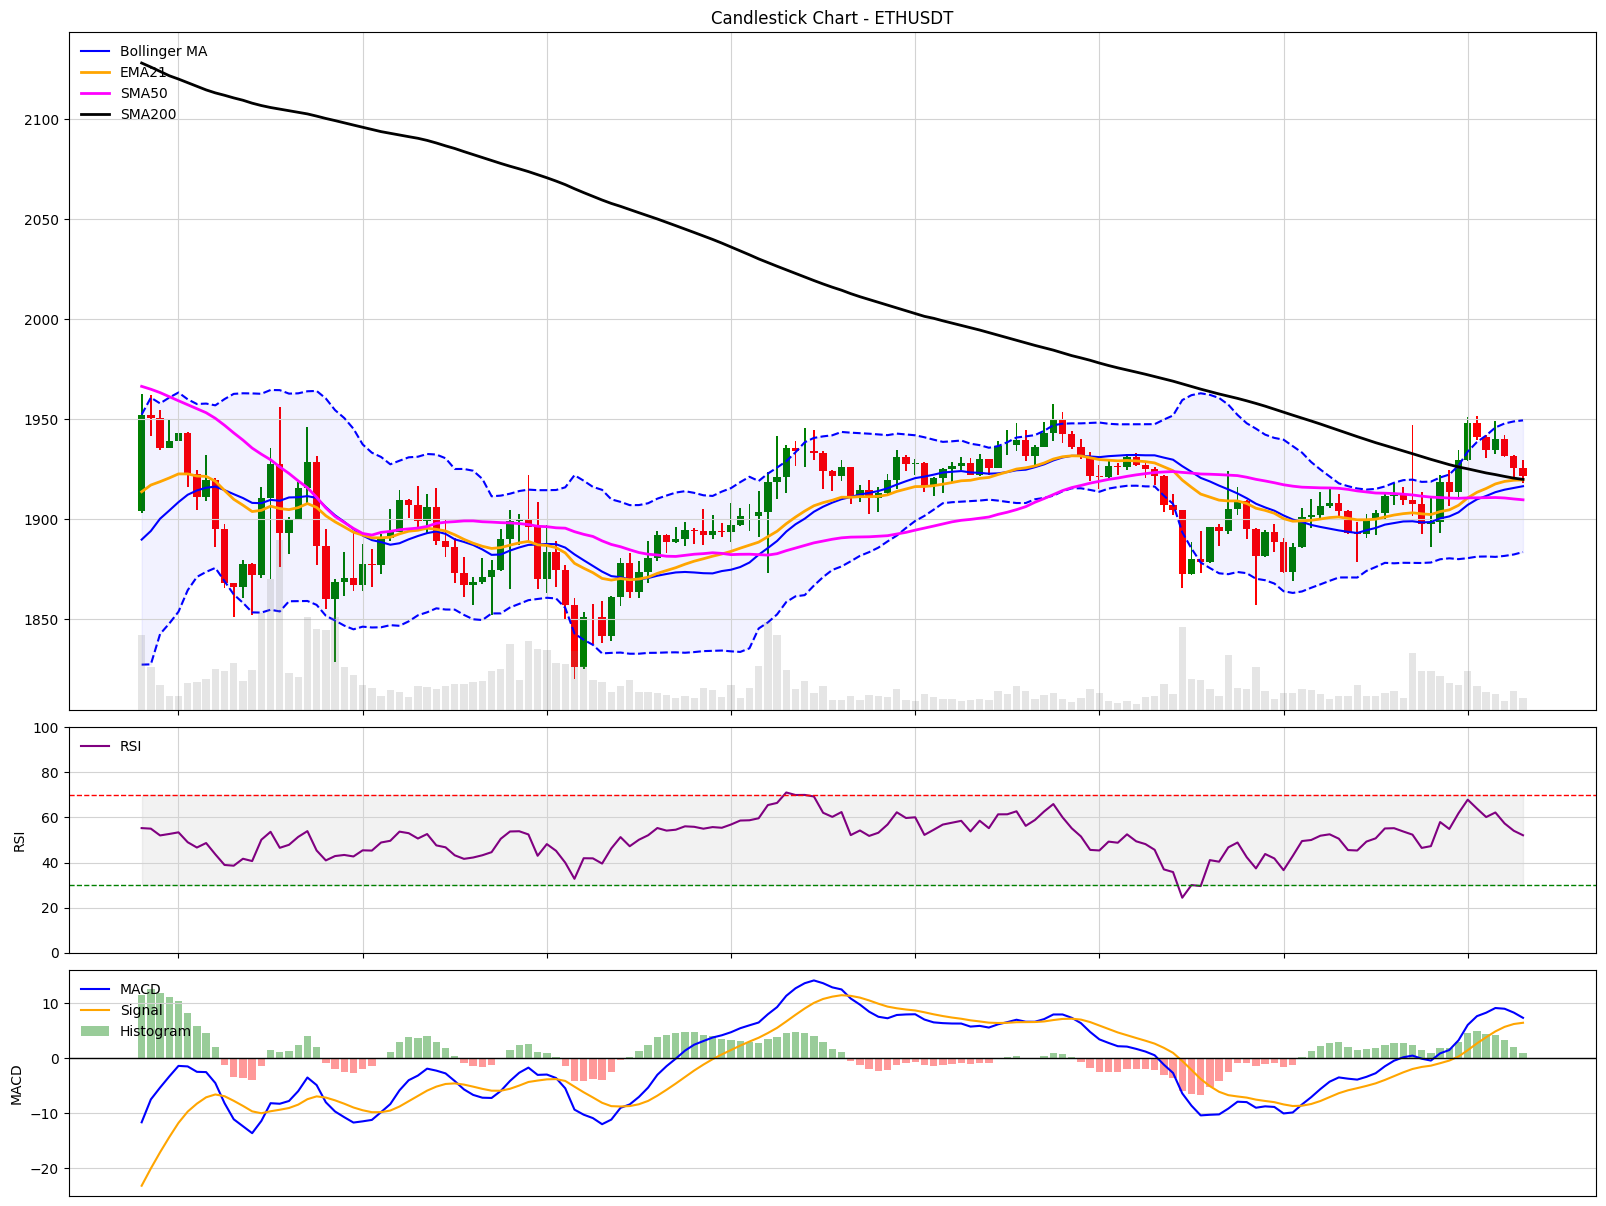 Candlestick Chart - ETHUSDT
Bollinger MA
EMA21
SMA50
SMA200
2100
2050
2000
1950
1900
1850
RSI
100
80
60
40
20
0
RSI
MACD
Signal
Histogram
10
0
−10
−20
MACD